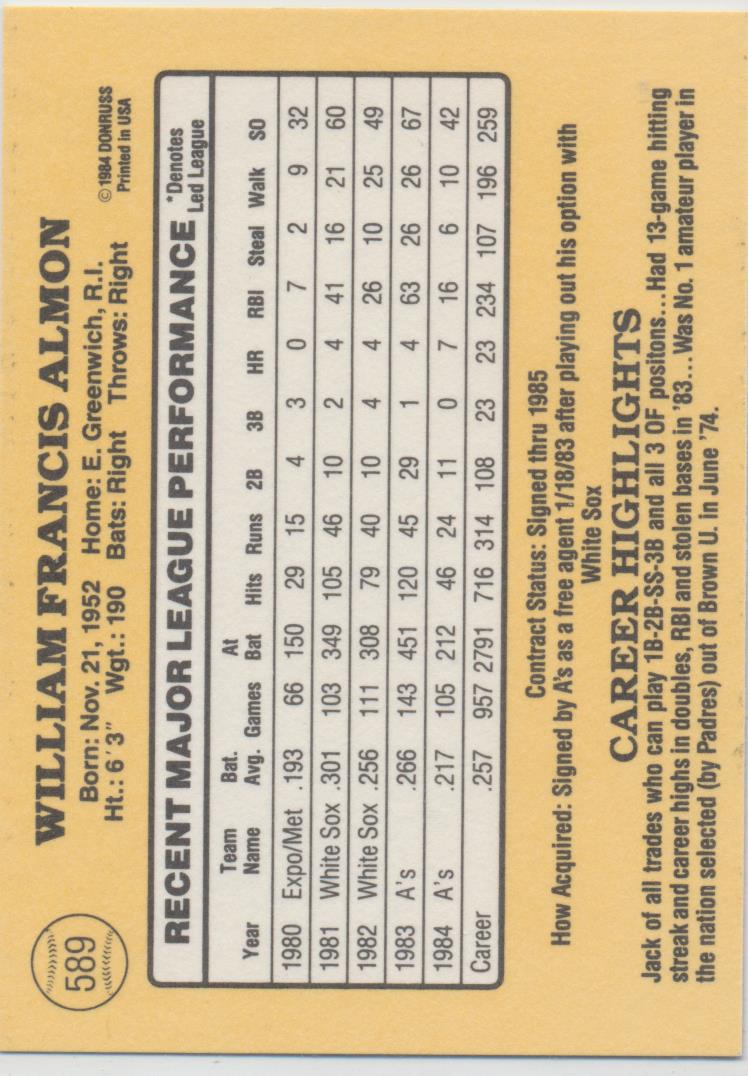 589
WILLIAM FRANCIS ALMON
Born: Nov. 21, 1952 Home: E. Greenwich, R.I.
Ht.: 6'3" Wgt.: 190 Bats: Right Throws: Right
©1984 DONRUSS
Printed in USA
RECENT MAJOR LEAGUE PERFORMANCE *Denotes Led League
Year Team Name Bat. Avg. Games At Bat Hits Runs 2B 3B HR RBI Steal Walk SO
1980 Expo/Met .193 66 150 29 15 4 3 0 7 2 9 32
1981 White Sox .301 103 349 105 46 10 2 4 41 16 21 60
1982 White Sox .256 111 308 79 40 10 4 4 26 10 25 49
1983 A's .266 143 451 120 45 29 1 4 63 26 26 67
1984 A's .217 105 212 46 24 11 0 7 16 6 10 42
Career .257 957 2791 716 314 108 23 23 234 107 196 259
Contract Status: Signed thru 1985
How Acquired: Signed by A's as a free agent 1/18/83 after playing out his option with
White Sox
CAREER HIGHLIGHTS
Jack of all trades who can play 1B-2B-SS-3B and all 3 OF positons...Had 13-game hitting
streak and career highs in doubles, RBI and stolen bases in '83... Was No. 1 amateur player in
the nation selected (by Padres) out of Brown U. in June '74.